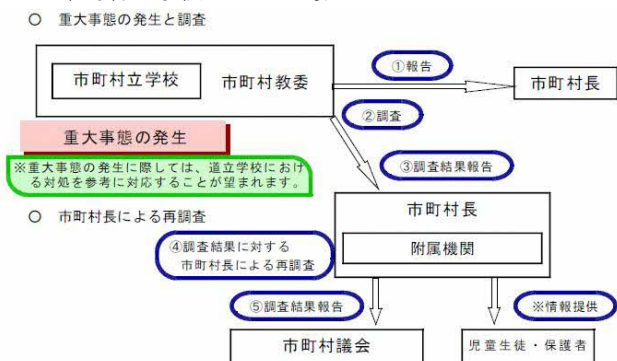 ○ 重大事態の発生と調査
市町村立学校
市町村教委
①報告
市町村長
②調査
重大事態の発生
③調査結果報告
※重大事態の発生に際しては、道立学校におけ
る対処を参考に対応することが望まれます。
市町村長
○ 市町村長による再調査
附属機関
④調査結果に対する
市町村長による再調査
⑤調査結果報告
※情報提供
市町村議会
児童生徒・保護者